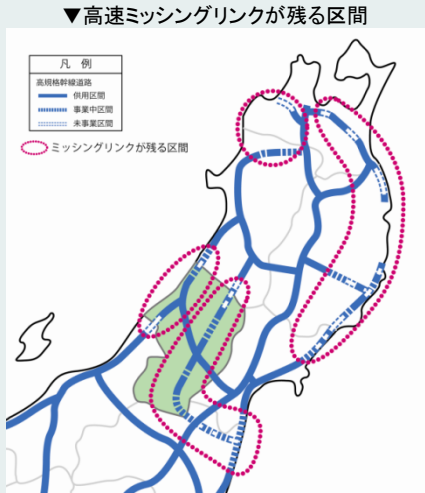 ▼高速ミッシングリンクが残る区間
凡例
高規格幹線道路
供用区間
事業中区間
未事業区間
ミッシングリンクが残る区間